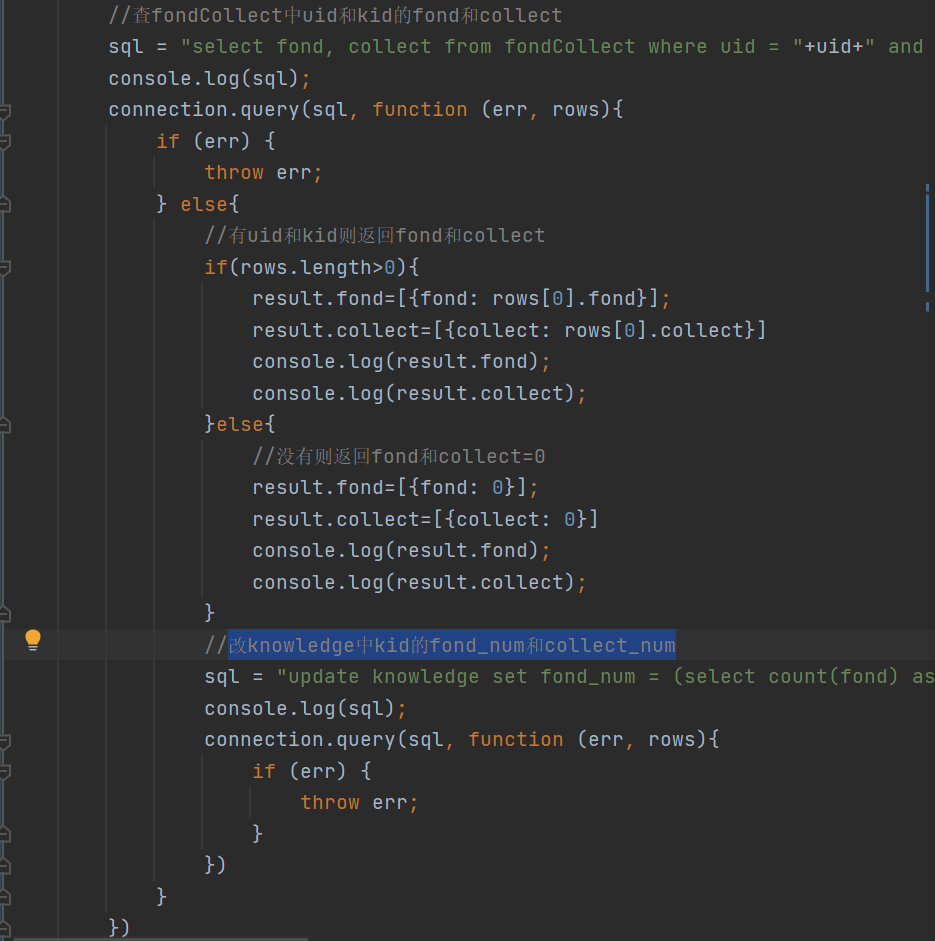 //查fondCollect中uid和kid的fond和collect
sql = "select fond, collect from fondCollect where uid = "+uid+" and
console.log(sql);
connection.query(sql, function (err, rows){
if (err) {
throw err;
} else{
//有uid和kid则返回fond和collect
if(rows.length>0){
result.fond=[{fond: rows[0].fond}];
result.collect=[{collect: rows[0].collect}]
console.log(result.fond);
console.log(result.collect);
}else{
//没有则返回fond和collect=0
result.fond=[{fond: 0}];
result.collect=[{collect: 0}]
console.log(result.fond);
console.log(result.collect);
}
//改knowledge中kid的fond_num和collect_num
sql = "update knowledge set fond_num = (select count(fond) as
console.log(sql);
connection.query(sql, function (err, rows){
if (err) {
throw err;
}
})
}
})